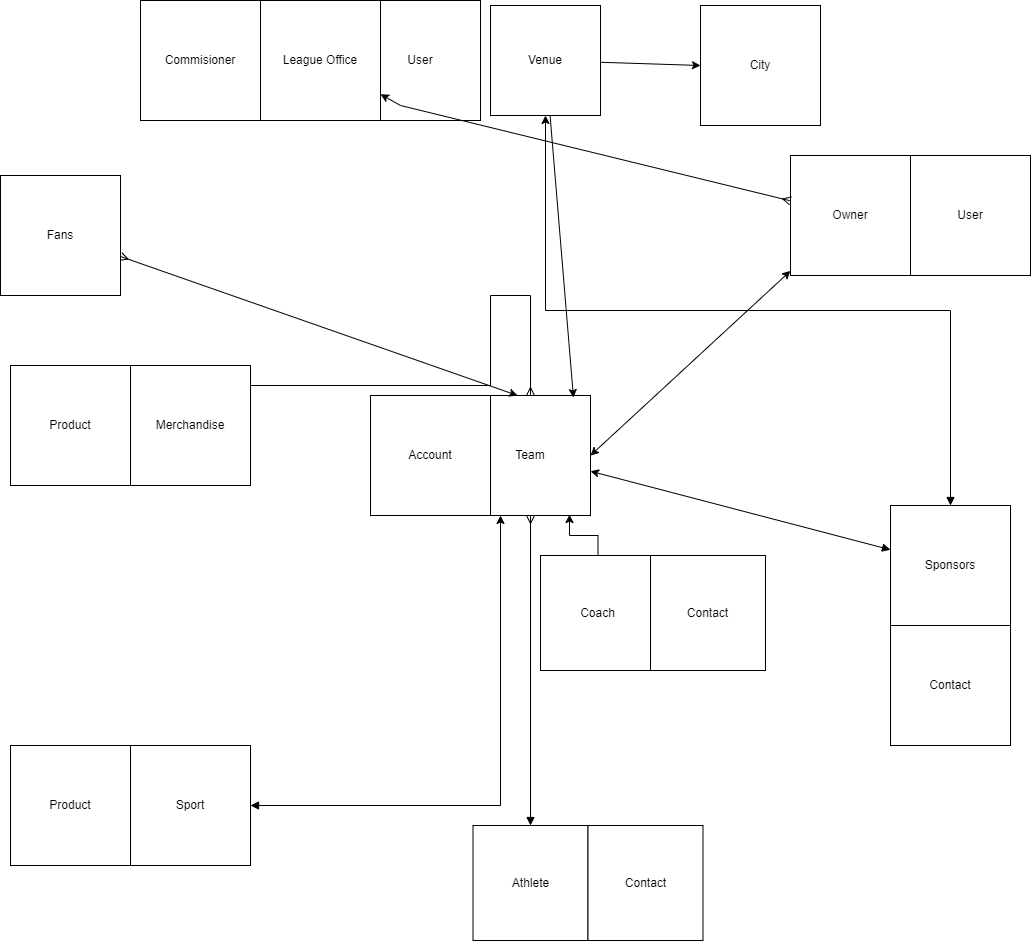 Commisioner
League Office
User
Venue
City
Owner
User
Fans
Product
Merchandise
Account
Team
Sponsors
Coach
Contact
Contact
Product
Sport
Athlete
Contact